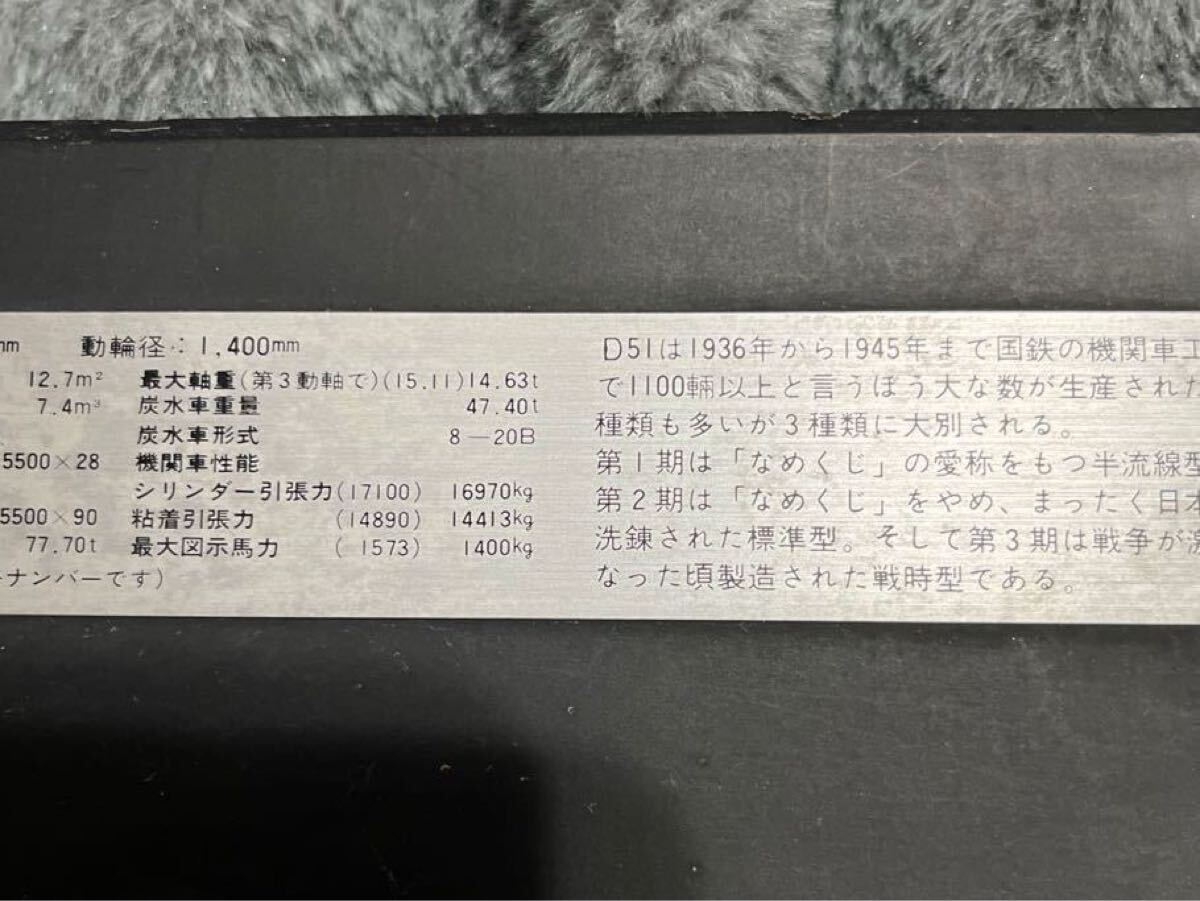 mm 動輪径：1,400mm
12.7m² 最大軸重(第3動軸て)(15.11)14.63t
7.4m³ 炭水車重量 47.40t
炭水車形式 8―20B
5500×28 機関車性能
シリンダー引張力(17100) 16970kg
5500×90 粘着引張力 (14890) 14413kg
77.70t 最大図示馬力 (1573) 1400kg
ナンバーです)
D51は1936年から1945年まで国鉄の機関車工
で1100輛以上と言うぼう大な数が生産された
種類も多いが3種類に大別される。
第1期は「なめくじ」の愛称をもつ半流線型
第2期は「なめくじ」をやめ、まったく日本
洗錬された標準型。そして第3期は戦争が激
なった頃製造された戦時型である。